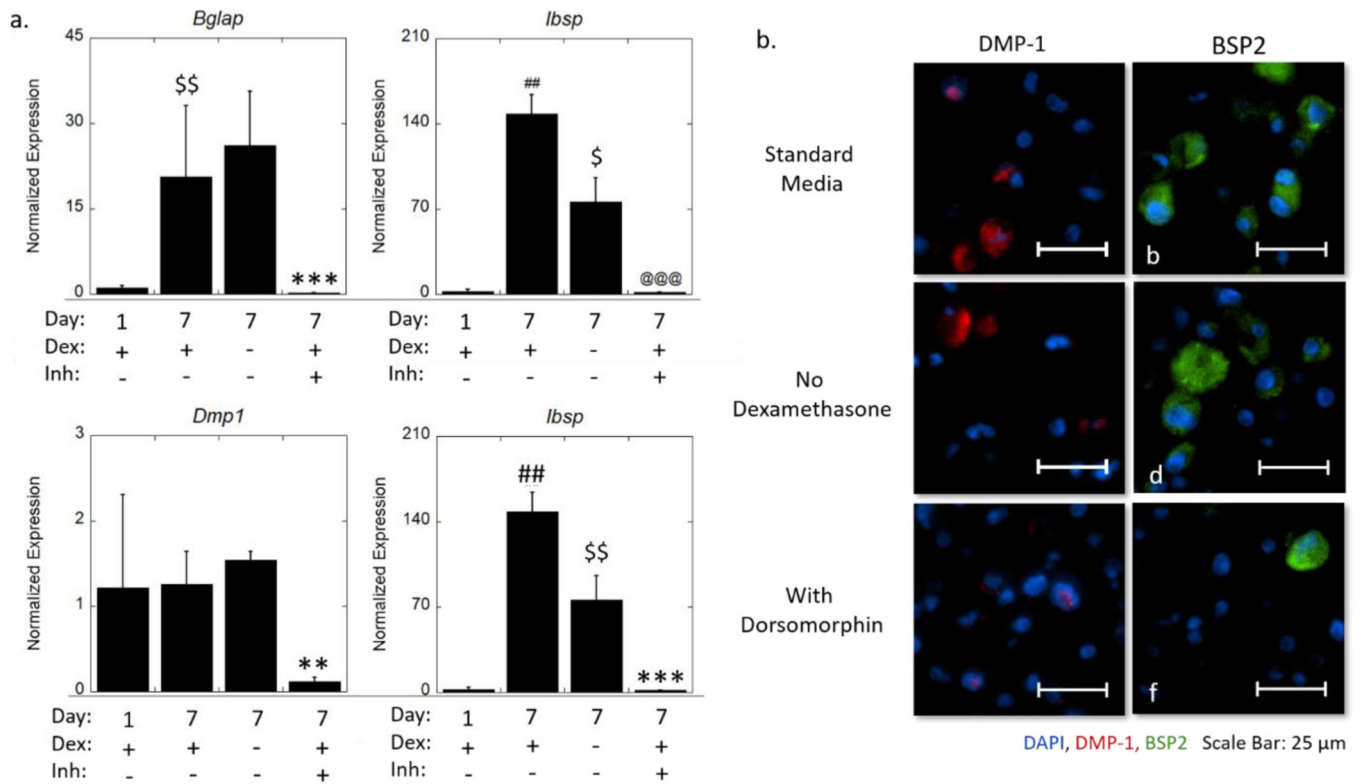 a.
Bglap
Normalized Expression
45
30
15
0
$$
***
Day: 1 7 7 7
Dex: + + - +
Inh: - - - +
Ibsp
Normalized Expression
210
140
70
0
##
$
@@@
Day: 1 7 7 7
Dex: + + - +
Inh: - - - +
Dmp1
Normalized Expression
3
2
1
0
**
Day: 1 7 7 7
Dex: + + - +
Inh: - - - +
Ibsp
Normalized Expression
210
140
70
0
##
$$
***
Day: 1 7 7 7
Dex: + + - +
Inh: - - - +
b.
DMP-1 BSP2
Standard
Media
b
No
Dexamethasone
d
With
Dorsomorphin
f
DAPI, DMP-1, BSP2 Scale Bar: 25 μm